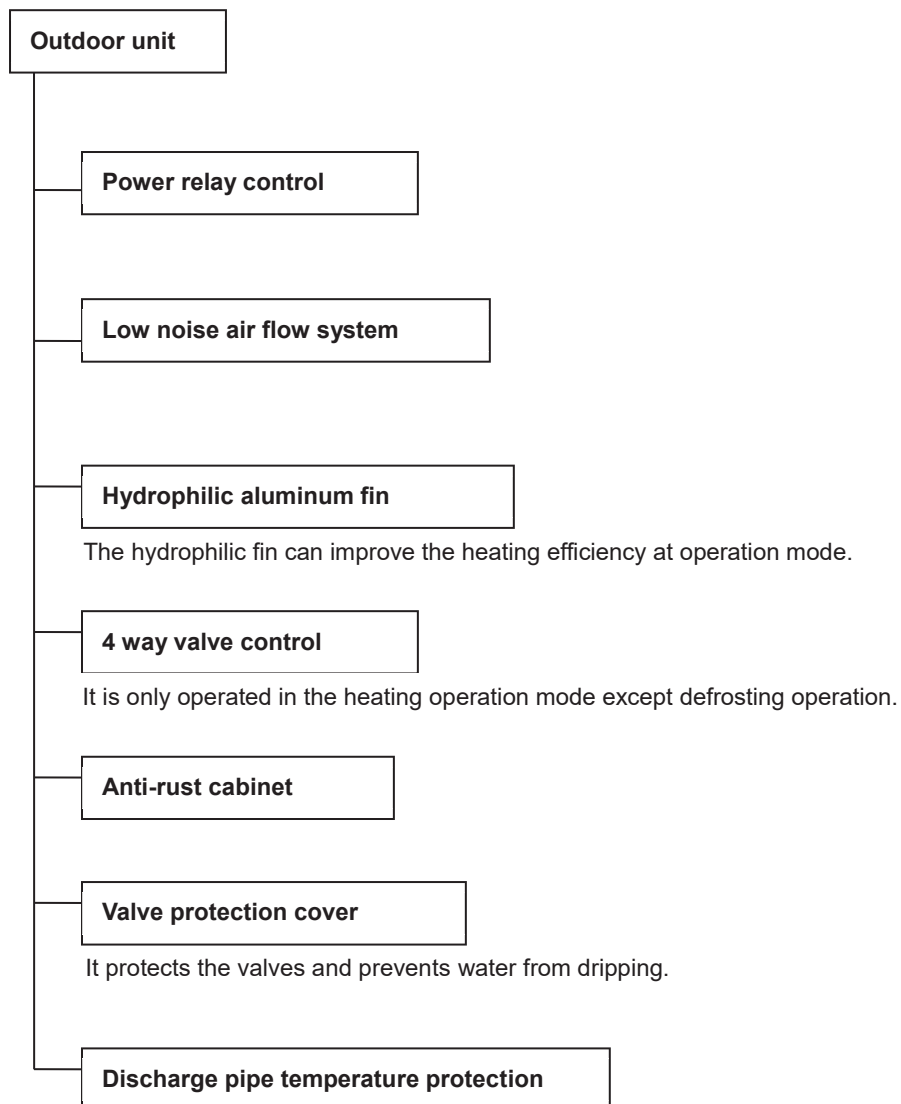 Outdoor unit
Power relay control
Low noise air flow system
Hydrophilic aluminum fin
The hydrophilic fin can improve the heating efficiency at operation mode.
4 way valve control
It is only operated in the heating operation mode except defrosting operation.
Anti-rust cabinet
Valve protection cover
It protects the valves and prevents water from dripping.
Discharge pipe temperature protection